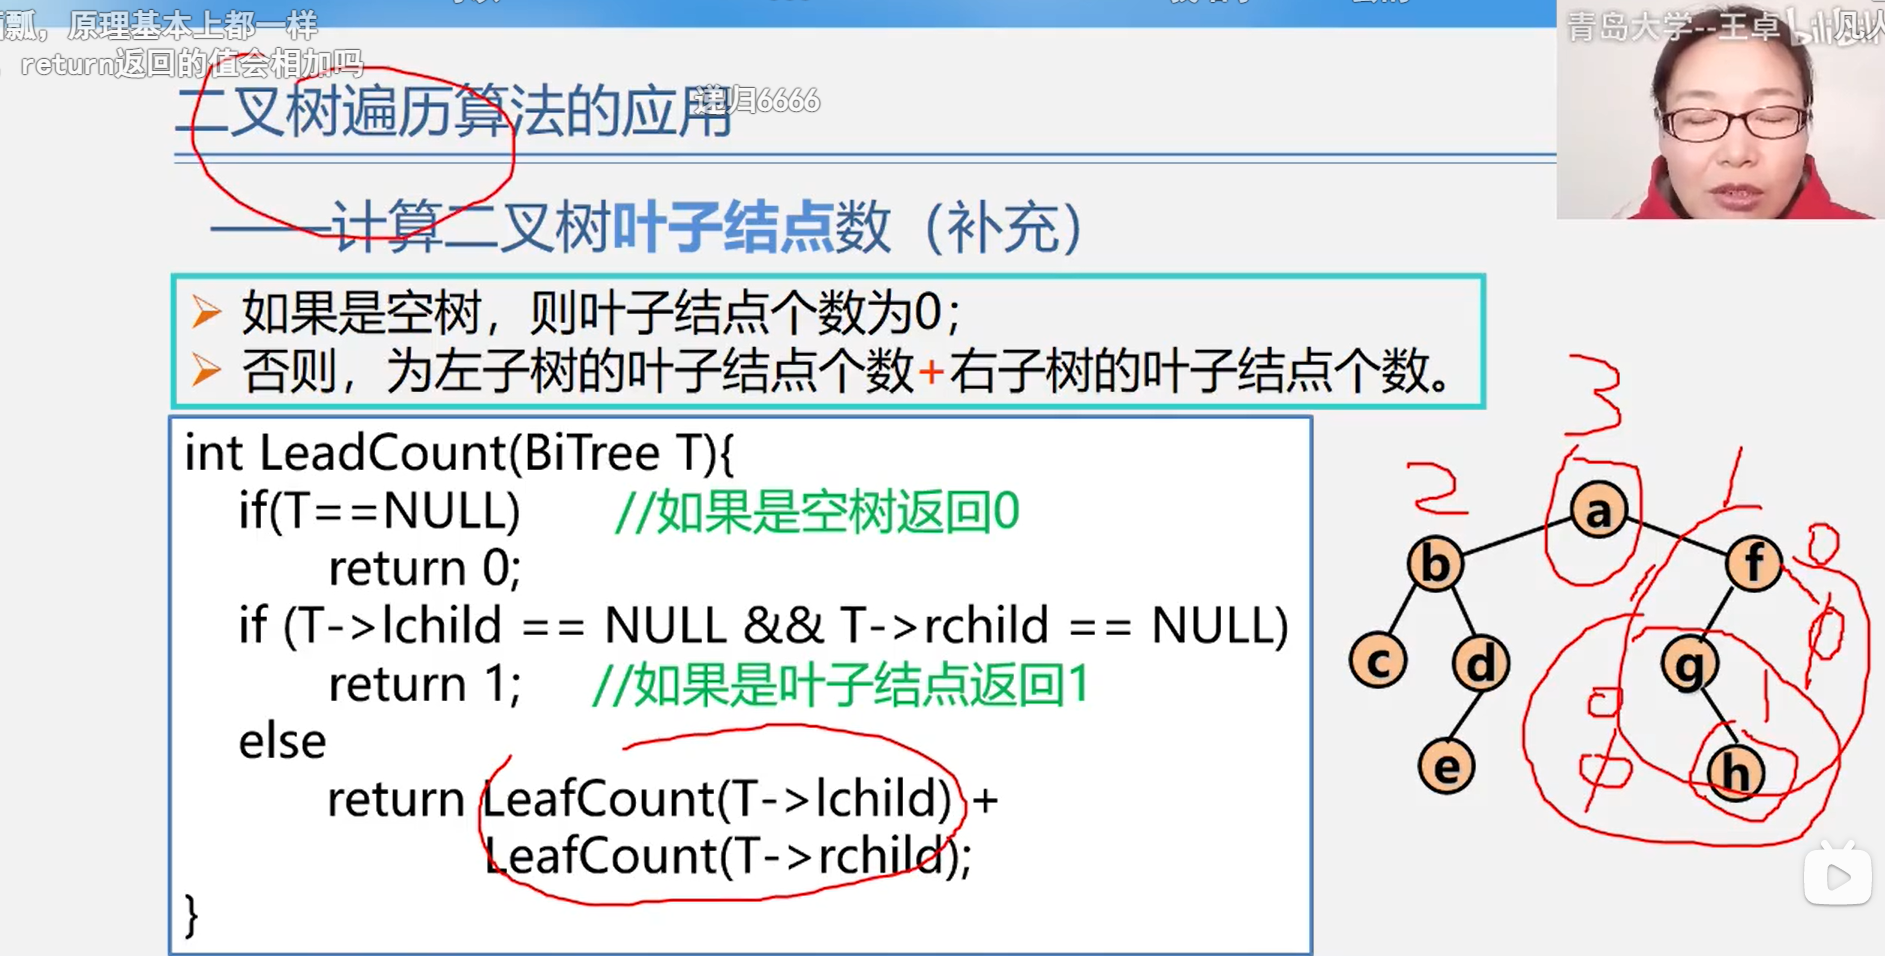 瓢，原理基本上都一样
return返回的值会相加吗
青岛大学--王卓
bilibili
凡人
二叉树遍历算法的应用
递归6666
——计算二叉树叶子结点数（补充）
如果是空树，则叶子结点个数为0；
否则，为左子树的叶子结点个数+右子树的叶子结点个数。
int LeadCount(BiTree T){
if(T==NULL) //如果是空树返回0
return 0;
if (T->lchild == NULL && T->rchild == NULL)
return 1; //如果是叶子结点返回1
else
return LeafCount(T->lchild) +
LeafCount(T->rchild);
}
3
2
1
a
b
f
0
c
d
g
0
1
e
h
0